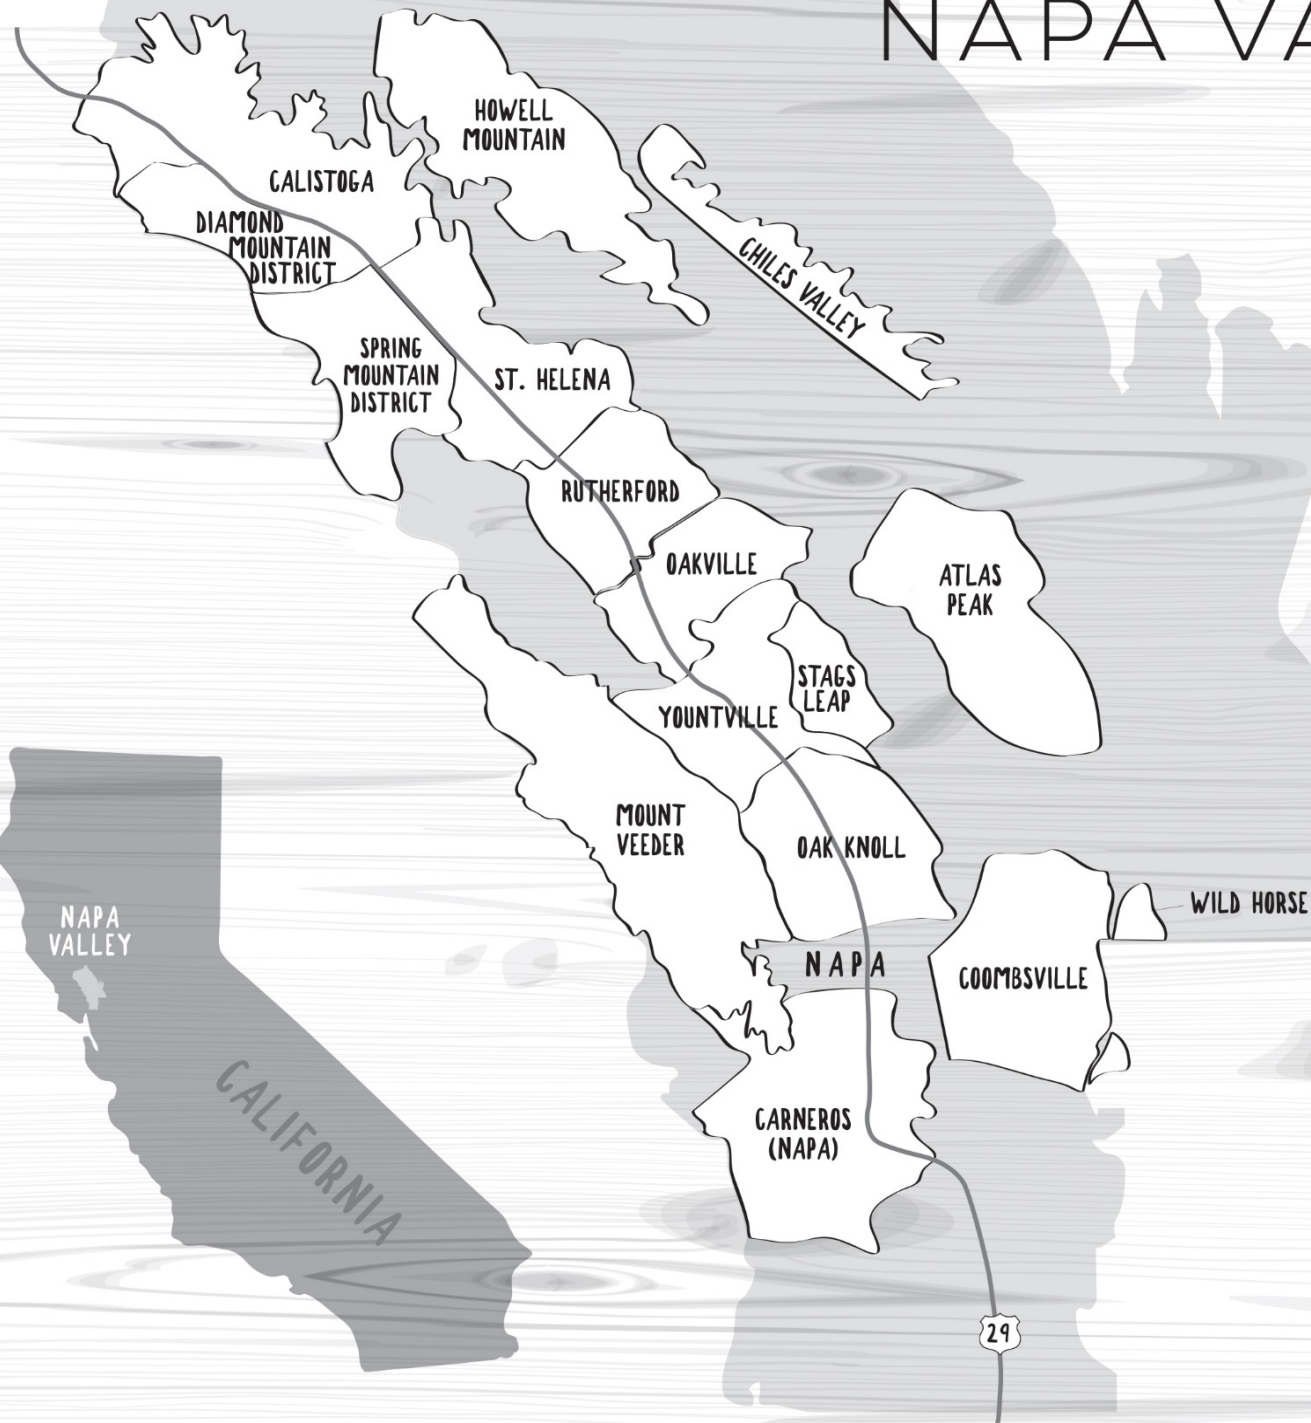 NAPA VA
HOWELL
MOUNTAIN
CALISTOGA
CHILES VALLEY
DIAMOND
MOUNTAIN
DISTRICT
SPRING
MOUNTAIN
DISTRICT
ST. HELENA
RUTHERFORD
OAKVILLE
ATLAS
PEAK
STAGS
LEAP
YOUNTVILLE
MOUNT
VEEDER
OAK KNOLL
WILD HORSE
NAPA
COOMBSVILLE
CARNEROS
(NAPA)
NAPA
VALLEY
CALIFORNIA
29